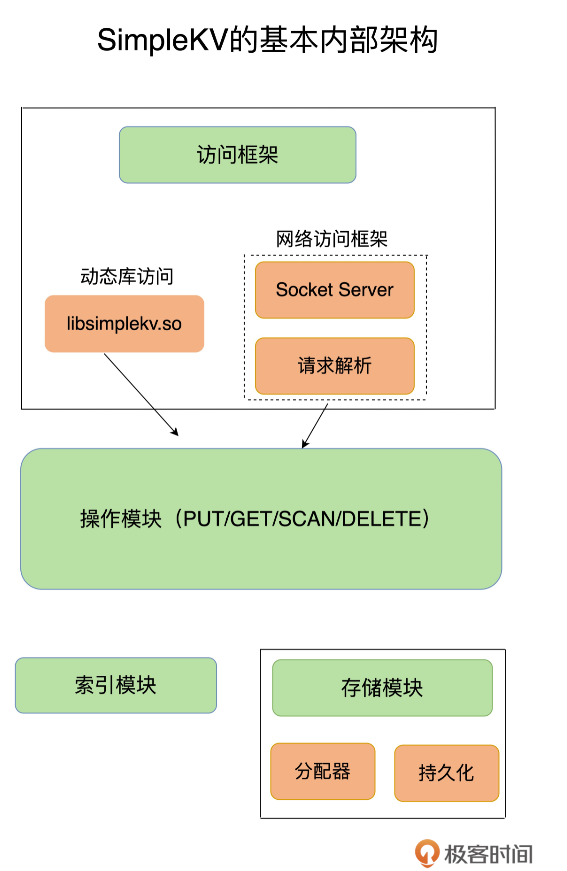 SimpleKV的基本内部架构
访问框架
网络访问框架
动态库访问
Socket Server
libsimplekv.so
请求解析
操作模块（PUT/GET/SCAN/DELETE）
索引模块
存储模块
分配器
持久化
极客时间